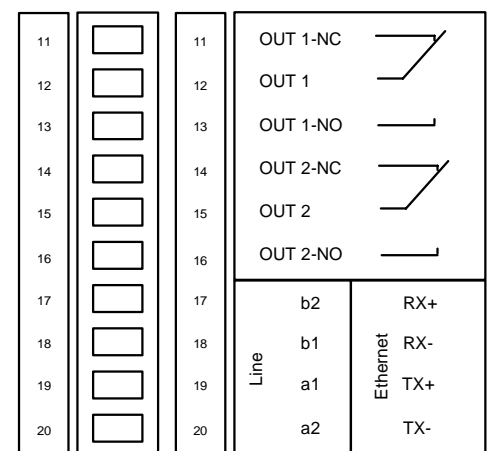 11 11 OUT 1-NC
12 12 OUT 1
13 13 OUT 1-NO
14 14 OUT 2-NC
15 15 OUT 2
16 16 OUT 2-NO
17 17 b2 RX+
18 18 b1 RX-
Line Ethernet
19 19 a1 TX+
20 20 a2 TX-